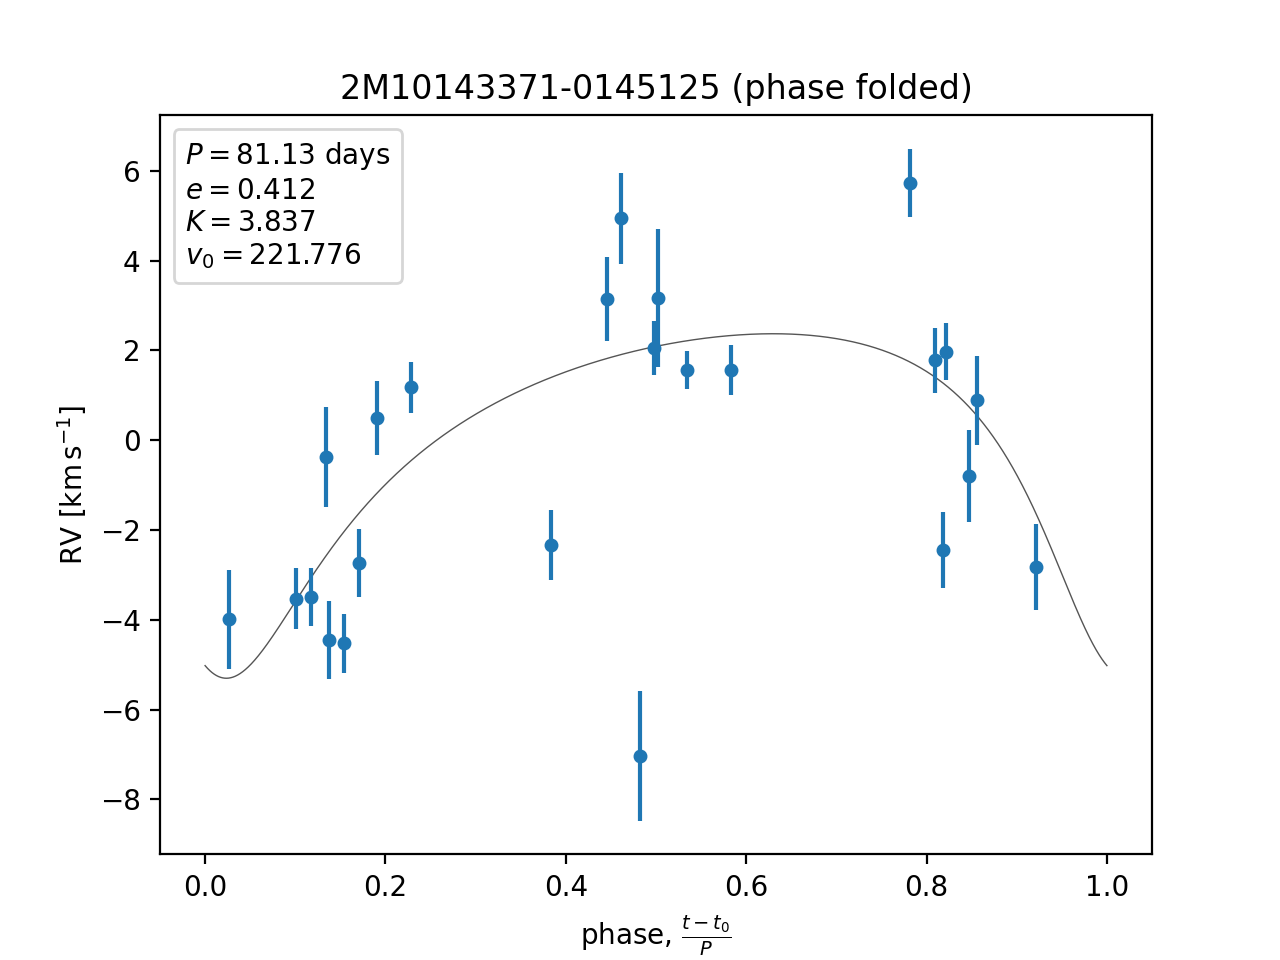 2M10143371-0145125 (phase folded)
P = 81.13 days
e = 0.412
K = 3.837
v₀ = 221.776
6
4
2
0
−2
−4
−6
−8
RV [km s⁻¹]
0.0 0.2 0.4 0.6 0.8 1.0
phase, (t − t₀)/P